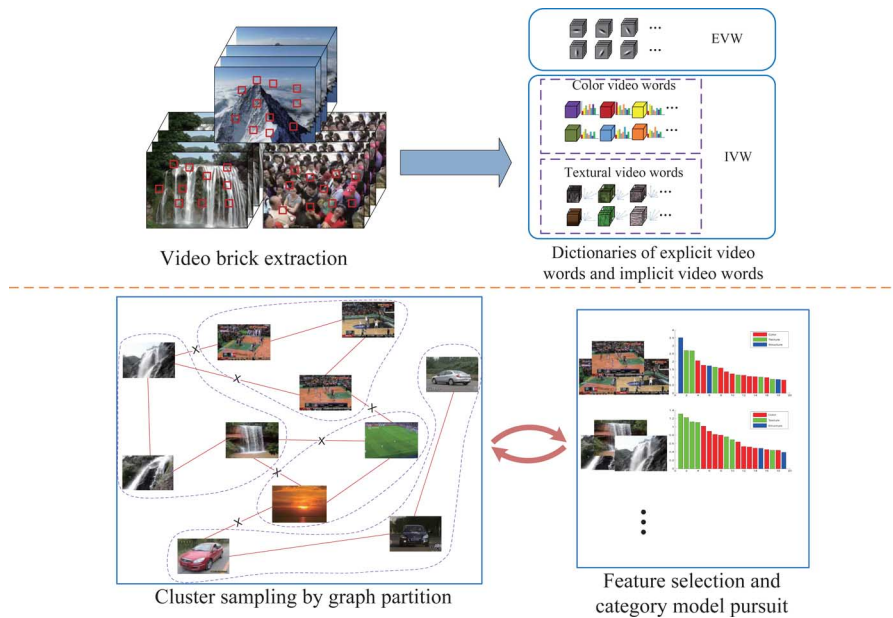 EVW
Color video words
Textural video words
IVW
Video brick extraction
Dictionaries of explicit video
words and implicit video words
Cluster sampling by graph partition
Feature selection and
category model pursuit